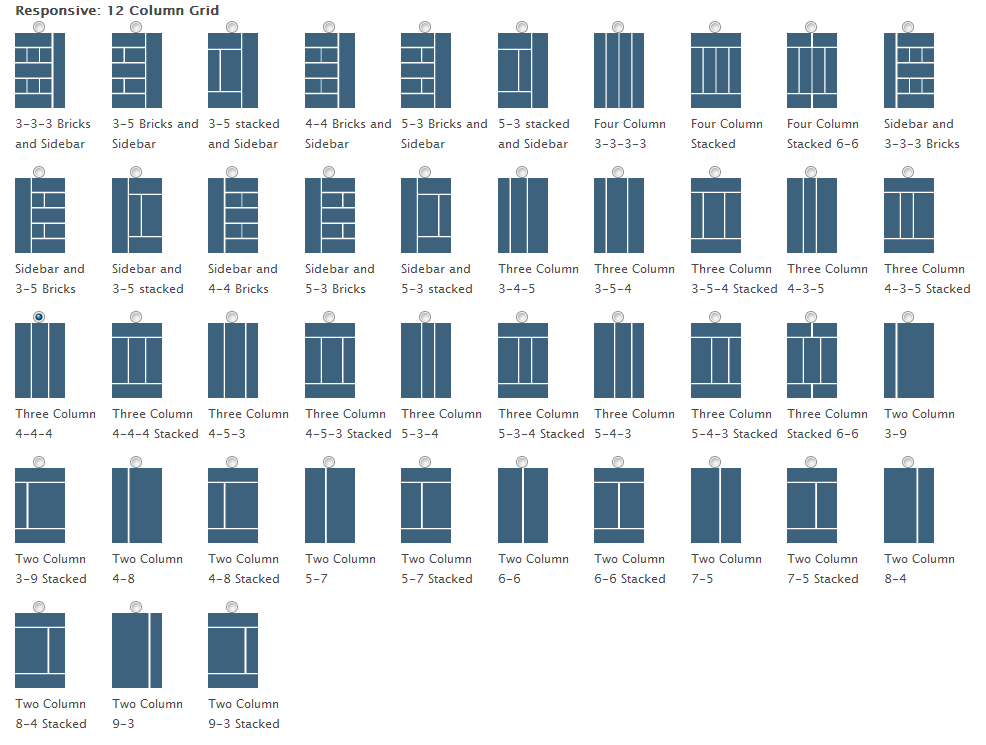 Responsive: 12 Column Grid
3-3-3 Bricks
and Sidebar
3-5 Bricks and
Sidebar
3-5 stacked
and Sidebar
4-4 Bricks and
Sidebar
5-3 Bricks and
Sidebar
5-3 stacked
and Sidebar
Four Column
3-3-3-3
Four Column
Stacked
Four Column
Stacked 6-6
Sidebar and
3-3-3 Bricks
Sidebar and
3-5 Bricks
Sidebar and
3-5 stacked
Sidebar and
4-4 Bricks
Sidebar and
5-3 Bricks
Sidebar and
5-3 stacked
Three Column
3-4-5
Three Column
3-5-4
Three Column
3-5-4 Stacked
Three Column
4-3-5
Three Column
4-3-5 Stacked
Three Column
4-4-4
Three Column
4-4-4 Stacked
Three Column
4-5-3
Three Column
4-5-3 Stacked
Three Column
5-3-4
Three Column
5-3-4 Stacked
Three Column
5-4-3
Three Column
5-4-3 Stacked
Three Column
Stacked 6-6
Two Column
3-9
Two Column
3-9 Stacked
Two Column
4-8
Two Column
4-8 Stacked
Two Column
5-7
Two Column
5-7 Stacked
Two Column
6-6
Two Column
6-6 Stacked
Two Column
7-5
Two Column
7-5 Stacked
Two Column
8-4
Two Column
8-4 Stacked
Two Column
9-3
Two Column
9-3 Stacked